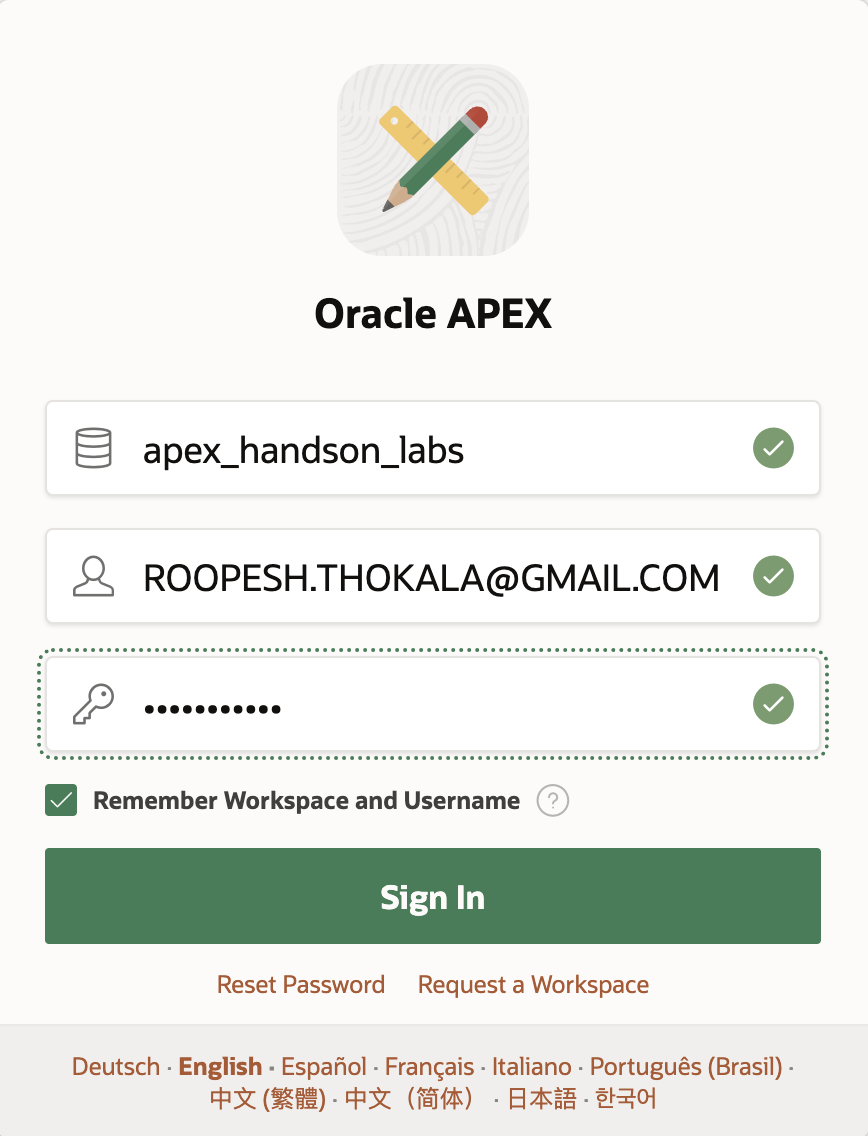 Oracle APEX
apex_handson_labs
ROOPESH.THOKALA@GMAIL.COM
•••••••••••
Remember Workspace and Username ?
Sign In
Reset Password Request a Workspace
Deutsch · English · Español · Français · Italiano · Português (Brasil) ·
中文 (繁體) · 中文（简体） · 日本語 · 한국어